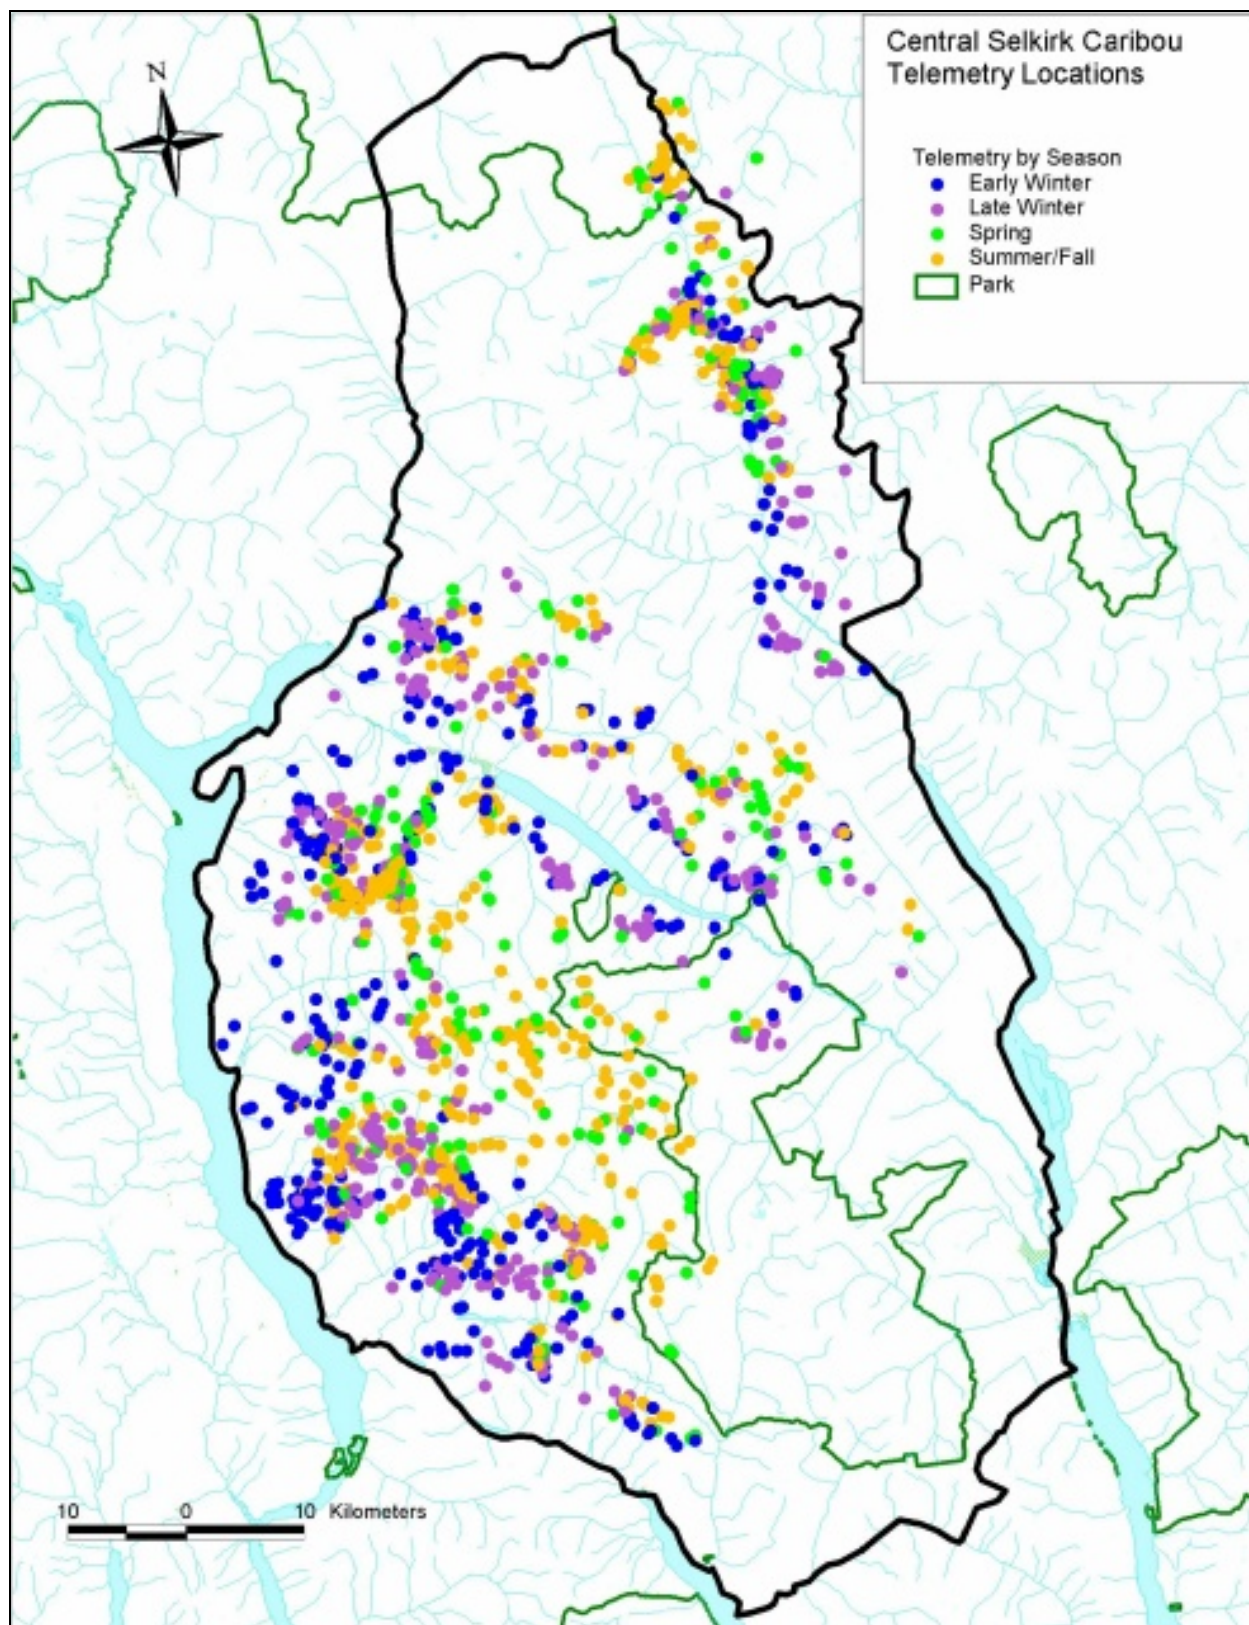 Central Selkirk Caribou
Telemetry Locations
N
Telemetry by Season
Early Winter
Late Winter
Spring
Summer/Fall
Park
10 0 10 Kilometers